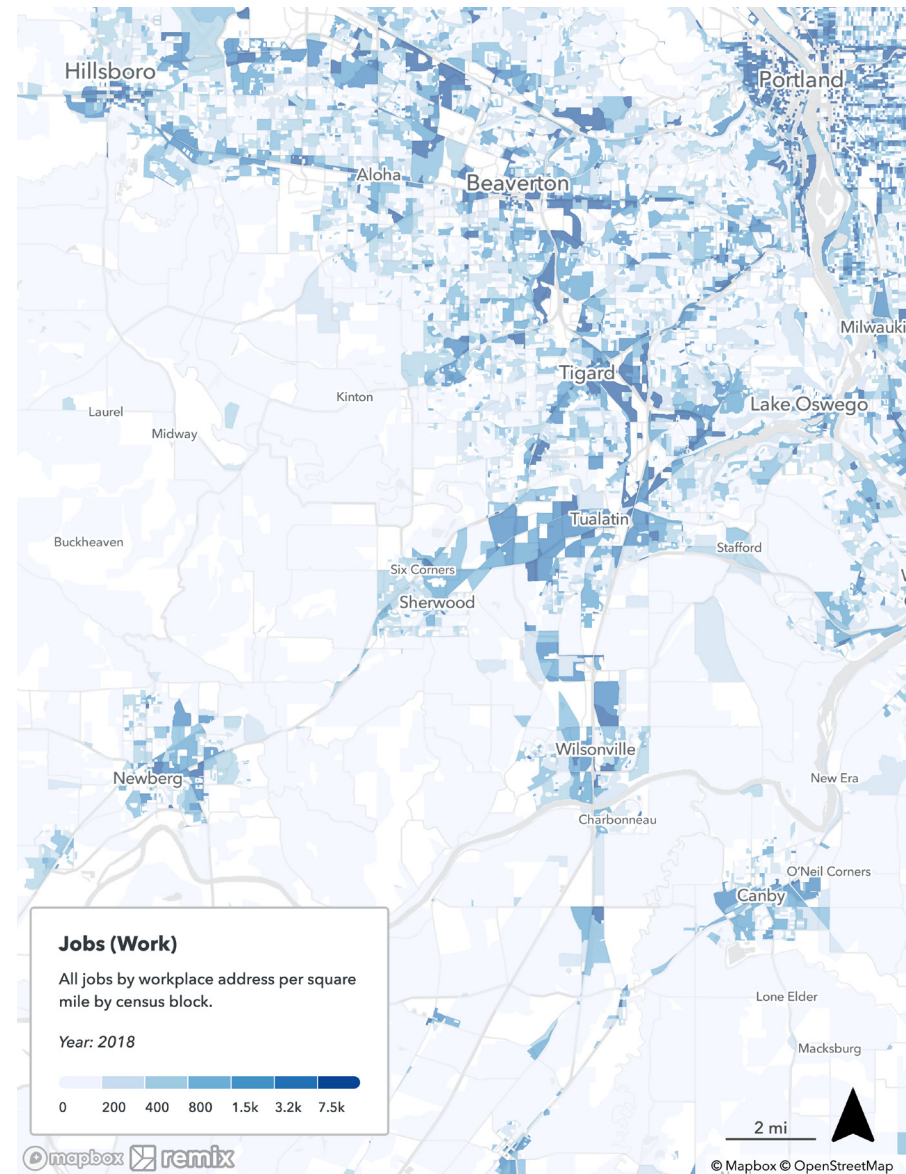 Hillsboro
Portland
Aloha
Beaverton
Milwauki
Tigard
Lake Oswego
Kinton
Laurel
Midway
Tualatin
Buckheaven
Stafford
Six Corners
Sherwood
W
Wilsonville
Newberg
New Era
Charbonneau
O'Neil Corners
Canby
Jobs (Work)
All jobs by workplace address per square
mile by census block.
Year: 2018
0 200 400 800 1.5k 3.2k 7.5k
Lone Elder
Macksburg
2 mi
mapbox remix
© Mapbox © OpenStreetMap